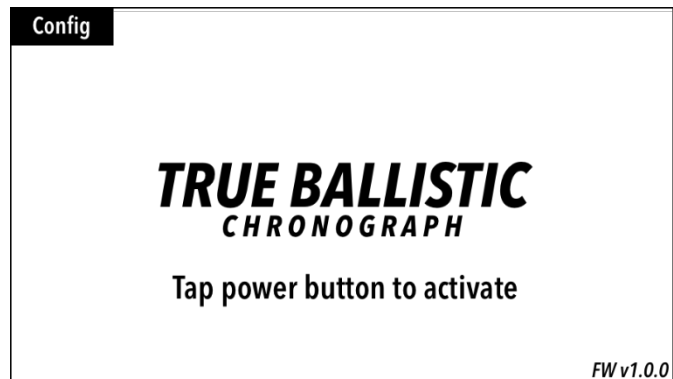 Config
TRUE BALLISTIC
CHRONOGRAPH
Tap power button to activate
FW v1.0.0